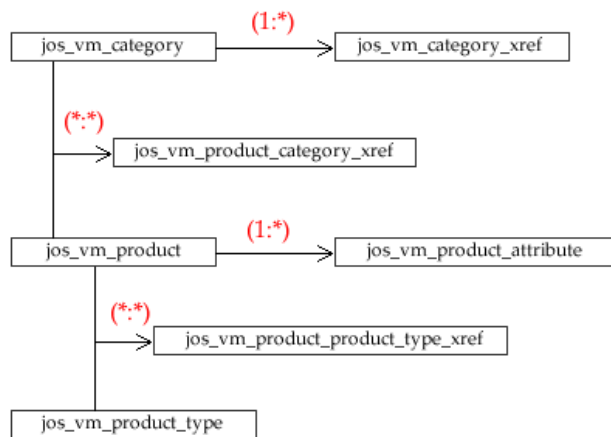 (1:*)
jos_vm_category
jos_vm_category_xref
(*:*)
jos_vm_product_category_xref
(1:*)
jos_vm_product
jos_vm_product_attribute
(*:*)
jos_vm_product_product_type_xref
jos_vm_product_type